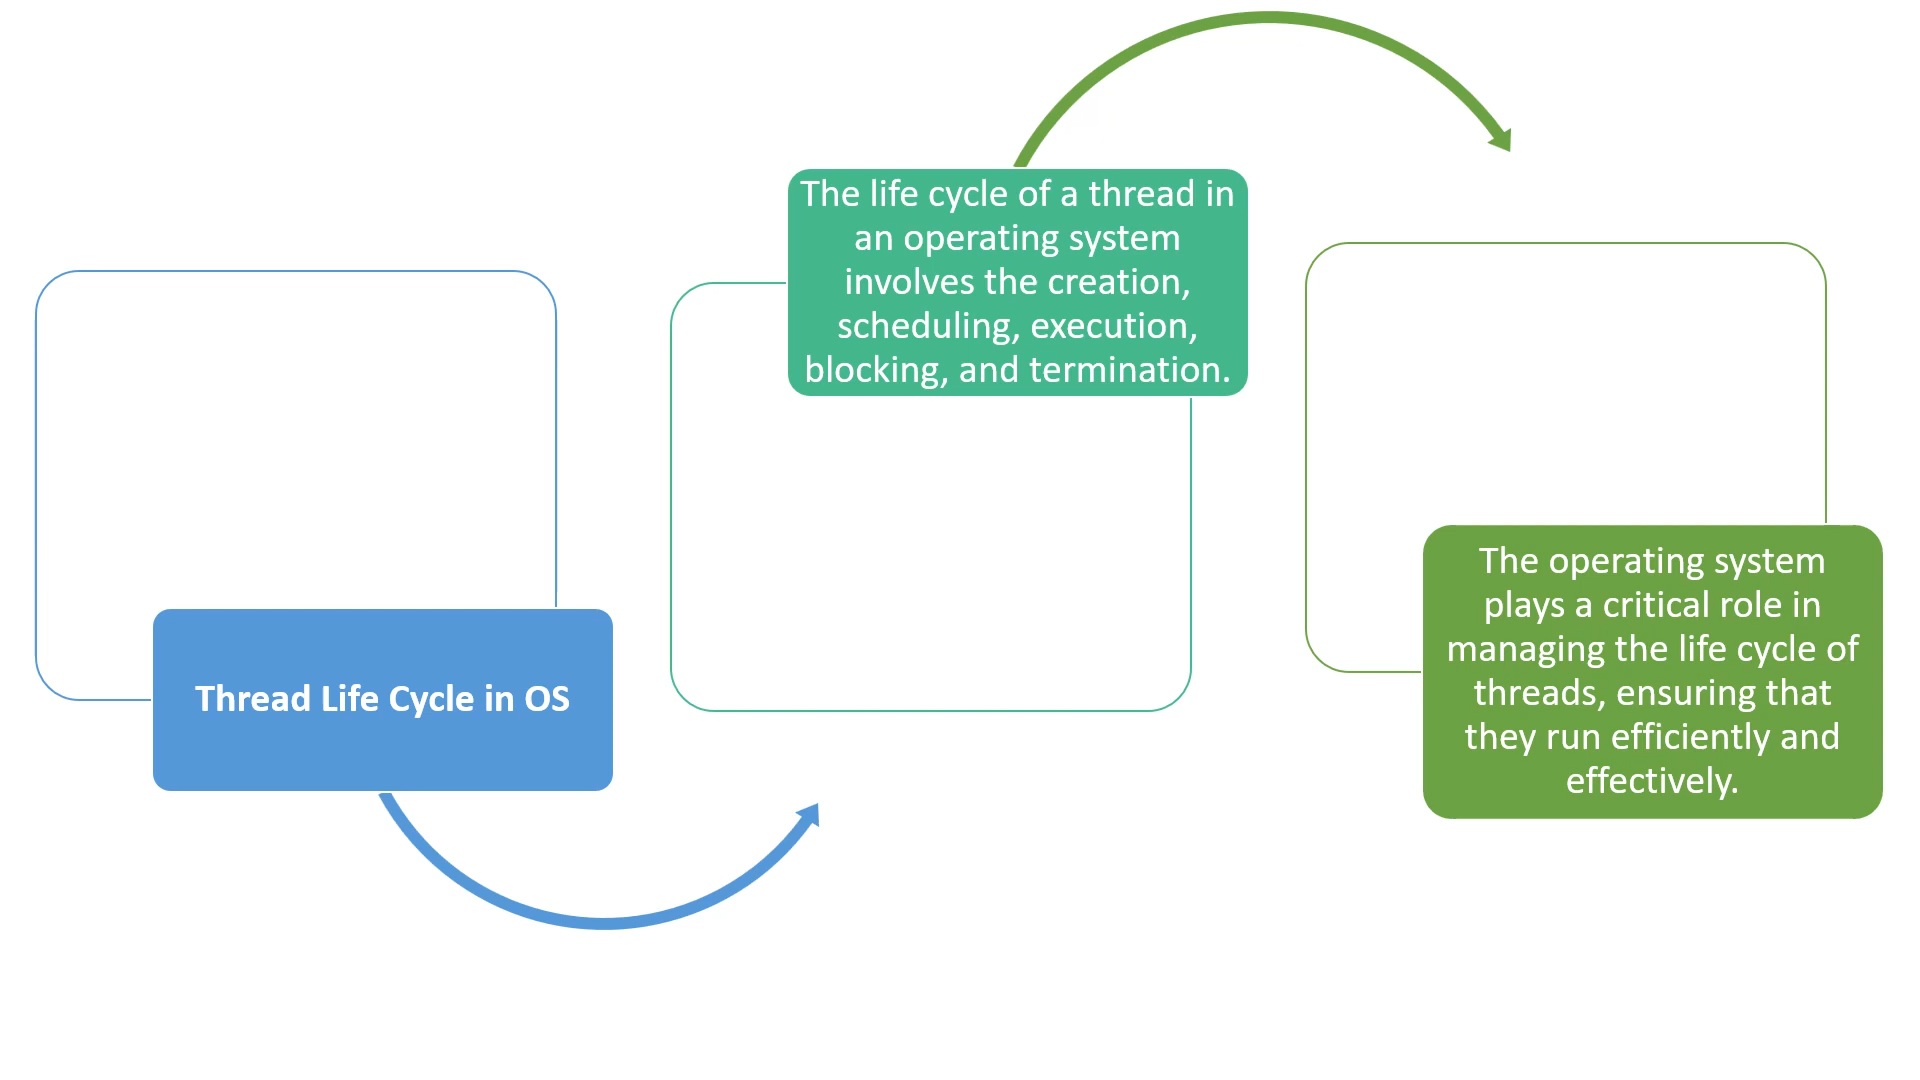 Thread Life Cycle in OS
The life cycle of a thread in
an operating system
involves the creation,
scheduling, execution,
blocking, and termination.
The operating system
plays a critical role in
managing the life cycle of
threads, ensuring that
they run efficiently and
effectively.